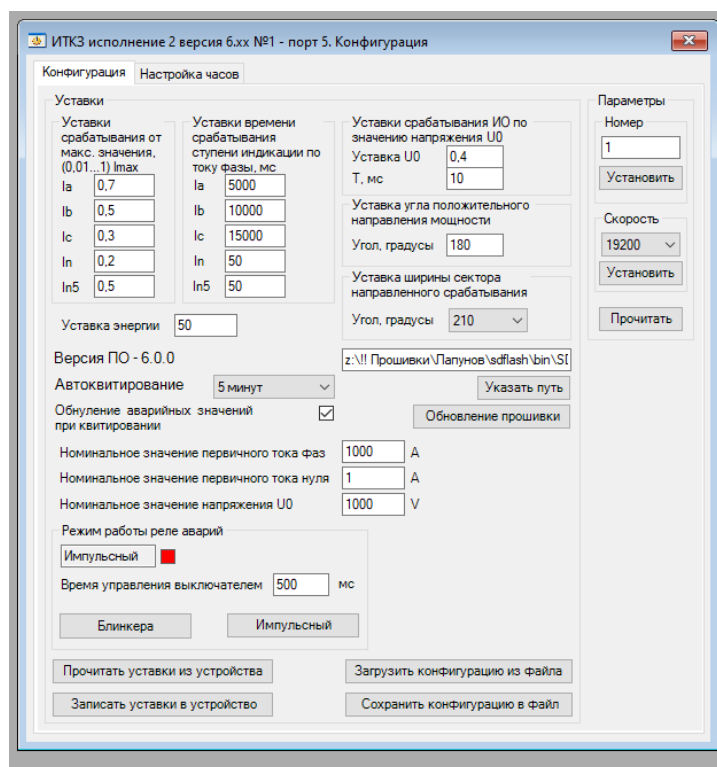 ИТКЗ исполнение 2 версия 6.xx №1 - порт 5. Конфигурация
Конфигурация
Настройка часов
Уставки
Уставки
срабатывания от
макс. значения,
(0,01...1) Imax
Ia 0,7
Ib 0,5
Ic 0,3
In 0,2
In5 0,5
Уставки времени
срабатывания
ступени индикации по
току фазы, мс
Ia 5000
Ib 10000
Ic 15000
In 50
In5 50
Уставки срабатывания ИО по
значению напряжения U0
Уставка U0 0,4
T, мс 10
Уставка угла положительного
направления мощности
Угол, градусы 180
Уставка ширины сектора
направленного срабатывания
Угол, градусы 210
Уставка энергии 50
Версия ПО - 6.0.0
z:\!! Прошивки\Лапунов\sdflash\bin\S
Автоквитирование 5 минут
Указать путь
Обнуление аварийных значений
при квитировании
Обновление прошивки
Номинальное значение первичного тока фаз 1000 А
Номинальное значение первичного тока нуля 1 А
Номинальное значение напряжения U0 1000 V
Режим работы реле аварий
Импульсный
Время управления выключателем 500 мс
Блинкера
Импульсный
Прочитать уставки из устройства
Загрузить конфигурацию из файла
Записать уставки в устройство
Сохранить конфигурацию в файл
Параметры
Номер
1
Установить
Скорость
19200
Установить
Прочитать